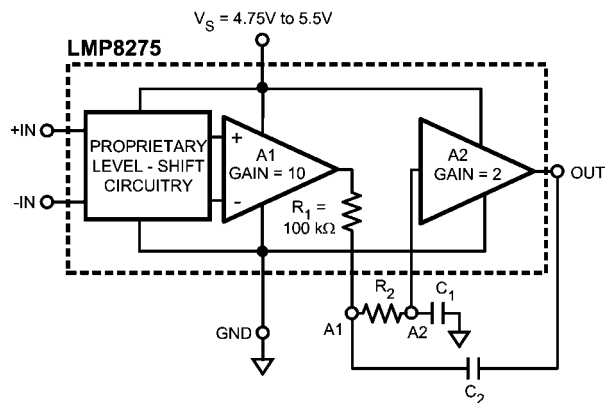 V_S = 4.75V to 5.5V
LMP8275
+IN
-IN
PROPRIETARY
LEVEL - SHIFT
CIRCUITRY
+
-
A1
GAIN = 10
A2
GAIN = 2
OUT
R_1 =
100 kΩ
R_2
C_1
A1
A2
GND
C_2